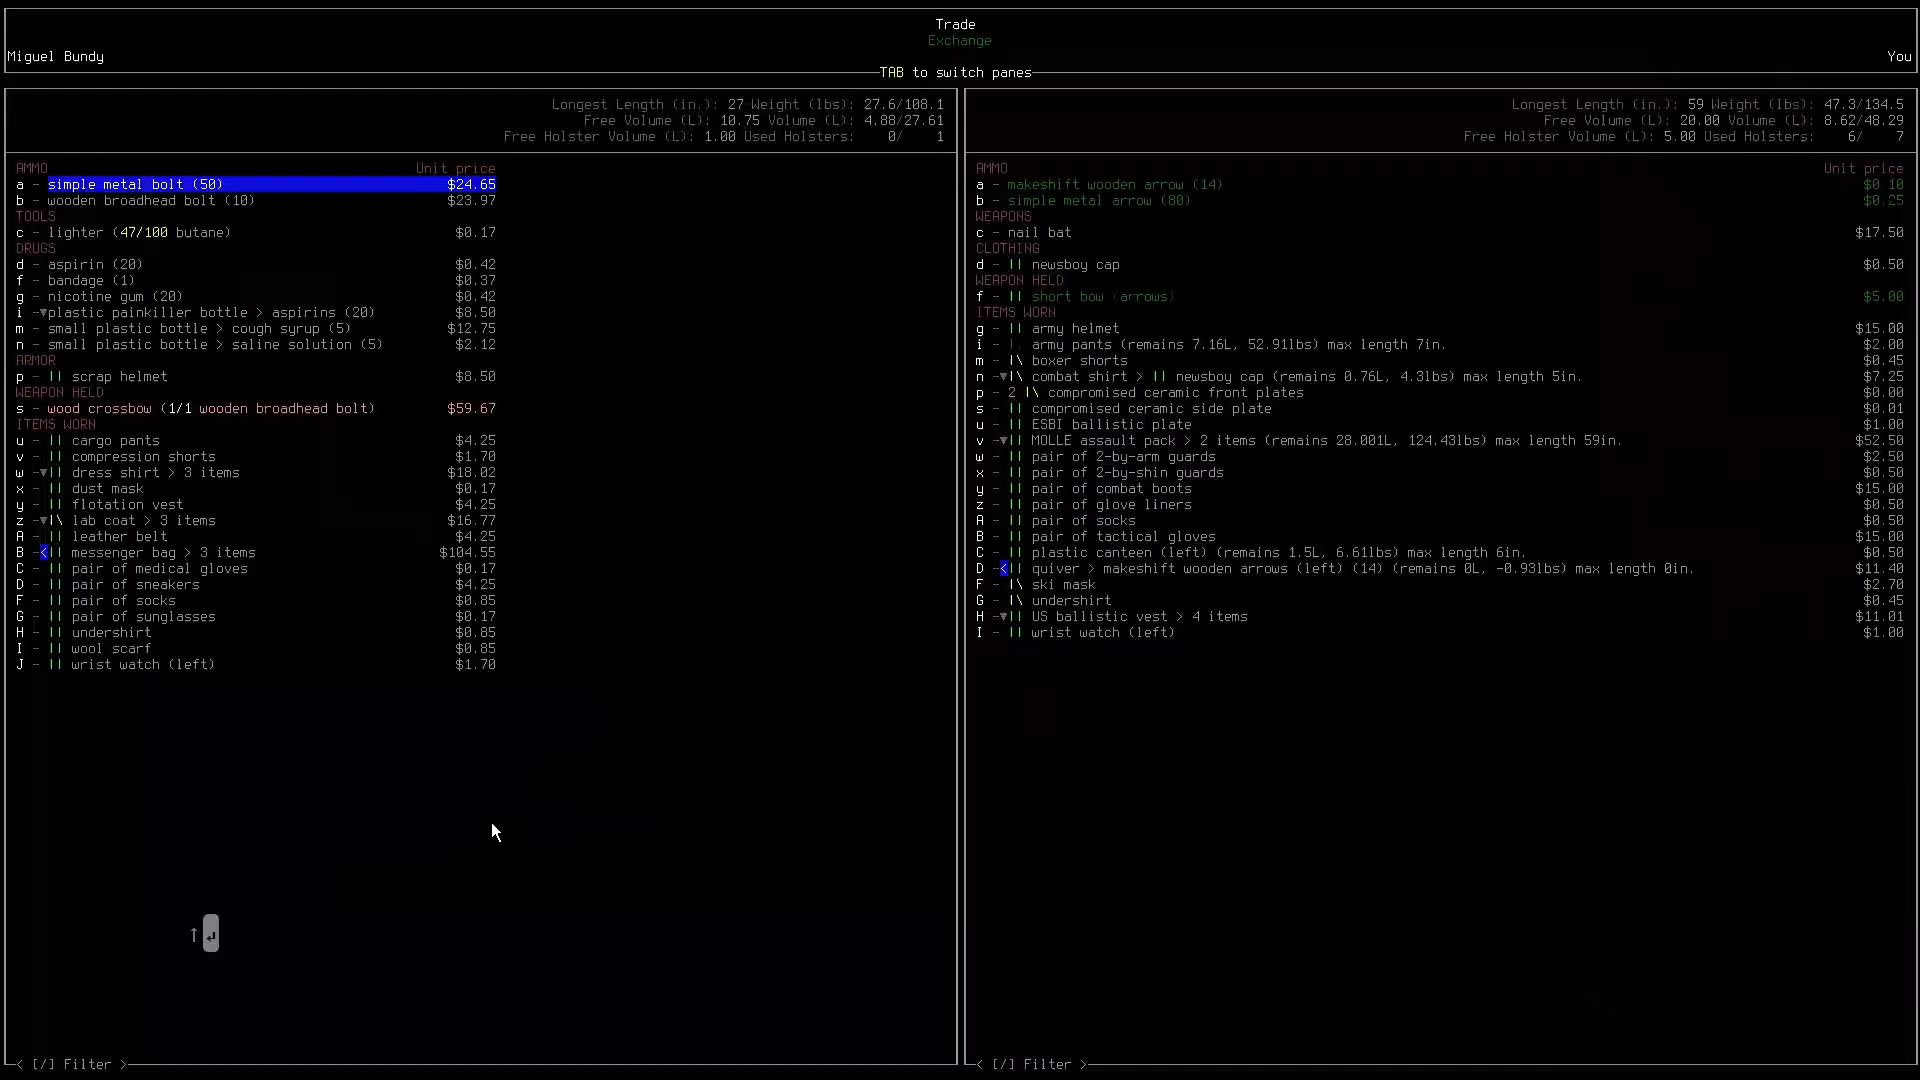 Trade
Exchange
Miguel Bundy
You
TAB to switch panes
Longest Length (in.): 27 Weight (lbs): 27.6/108.1
Free Volume (L): 10.75 Volume (L): 4.88/27.61
Free Holster Volume (L): 1.00 Used Holsters: 0/ 1
AMMO Unit price
a - simple metal bolt (50) $24.65
b - wooden broadhead bolt (10) $23.97
TOOLS
c - lighter (47/100 butane) $0.17
DRUGS
d - aspirin (20) $0.42
f - bandage (1) $0.37
g - nicotine gum (20) $0.42
i -▼plastic painkiller bottle > aspirins (20) $8.50
m - small plastic bottle > cough syrup (5) $12.75
n - small plastic bottle > saline solution (5) $2.12
ARMOR
p - || scrap helmet $8.50
WEAPON HELD
s - wood crossbow (1/1 wooden broadhead bolt) $59.67
ITEMS WORN
u - || cargo pants $4.25
v - || compression shorts $1.70
w -▼|| dress shirt > 3 items $18.02
x - || dust mask $0.17
y - || flotation vest $4.25
z -▼|\ lab coat > 3 items $16.77
A - || leather belt $4.25
B -<|| messenger bag > 3 items $104.55
C - || pair of medical gloves $0.17
D - || pair of sneakers $4.25
F - || pair of socks $0.85
G - || pair of sunglasses $0.17
H - || undershirt $0.85
I - || wool scarf $0.85
J - || wrist watch (left) $1.70
< [/] Filter >
Longest Length (in.): 59 Weight (lbs): 47.3/134.5
Free Volume (L): 20.00 Volume (L): 8.62/48.29
Free Holster Volume (L): 5.00 Used Holsters: 6/ 7
AMMO Unit price
a - makeshift wooden arrow (14) $0.10
b - simple metal arrow (80) $0.25
WEAPONS
c - nail bat $17.50
CLOTHING
d - || newsboy cap $0.50
WEAPON HELD
f - || short bow (arrows) $5.00
ITEMS WORN
g - || army helmet $15.00
i - |. army pants (remains 7.16L, 52.91lbs) max length 7in. $2.00
m - |\ boxer shorts $0.45
n -▼|\ combat shirt > || newsboy cap (remains 0.76L, 4.3lbs) max length 5in. $7.25
p - 2 |\ compromised ceramic front plates $0.00
s - || compromised ceramic side plate $0.01
u - || ESBI ballistic plate $1.00
v -▼|| MOLLE assault pack > 2 items (remains 28.001L, 124.43lbs) max length 59in. $52.50
w - || pair of 2-by-arm guards $2.50
x - || pair of 2-by-shin guards $0.50
y - || pair of combat boots $15.00
z - || pair of glove liners $0.50
A - || pair of socks $0.50
B - || pair of tactical gloves $15.00
C - || plastic canteen (left) (remains 1.5L, 6.61lbs) max length 6in. $0.50
D -<|| quiver > makeshift wooden arrows (left) (14) (remains 0L, -0.93lbs) max length 0in. $11.40
F - |\ ski mask $2.70
G - |\ undershirt $0.45
H -▼|| US ballistic vest > 4 items $11.01
I - || wrist watch (left) $1.00
< [/] Filter >
↑ ↲